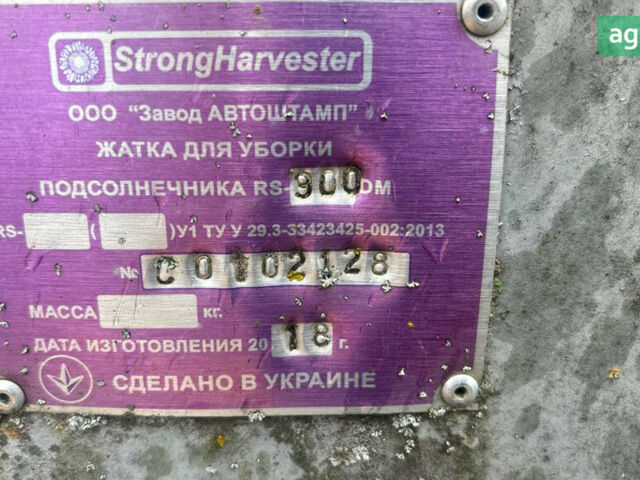 ag
StrongHarvester
ООО "Завод АВТОШТАМП"
ЖАТКА ДЛЯ УБОРКИ
ПОДСОЛНЕЧНИКА RS-900DM
RS- ( )У1 ТУ У 29.3-33423425-002:2013
№ C0102128
МАССА кг.
ДАТА ИЗГОТОВЛЕНИЯ 2018 г.
СДЕЛАНО В УКРАИНЕ